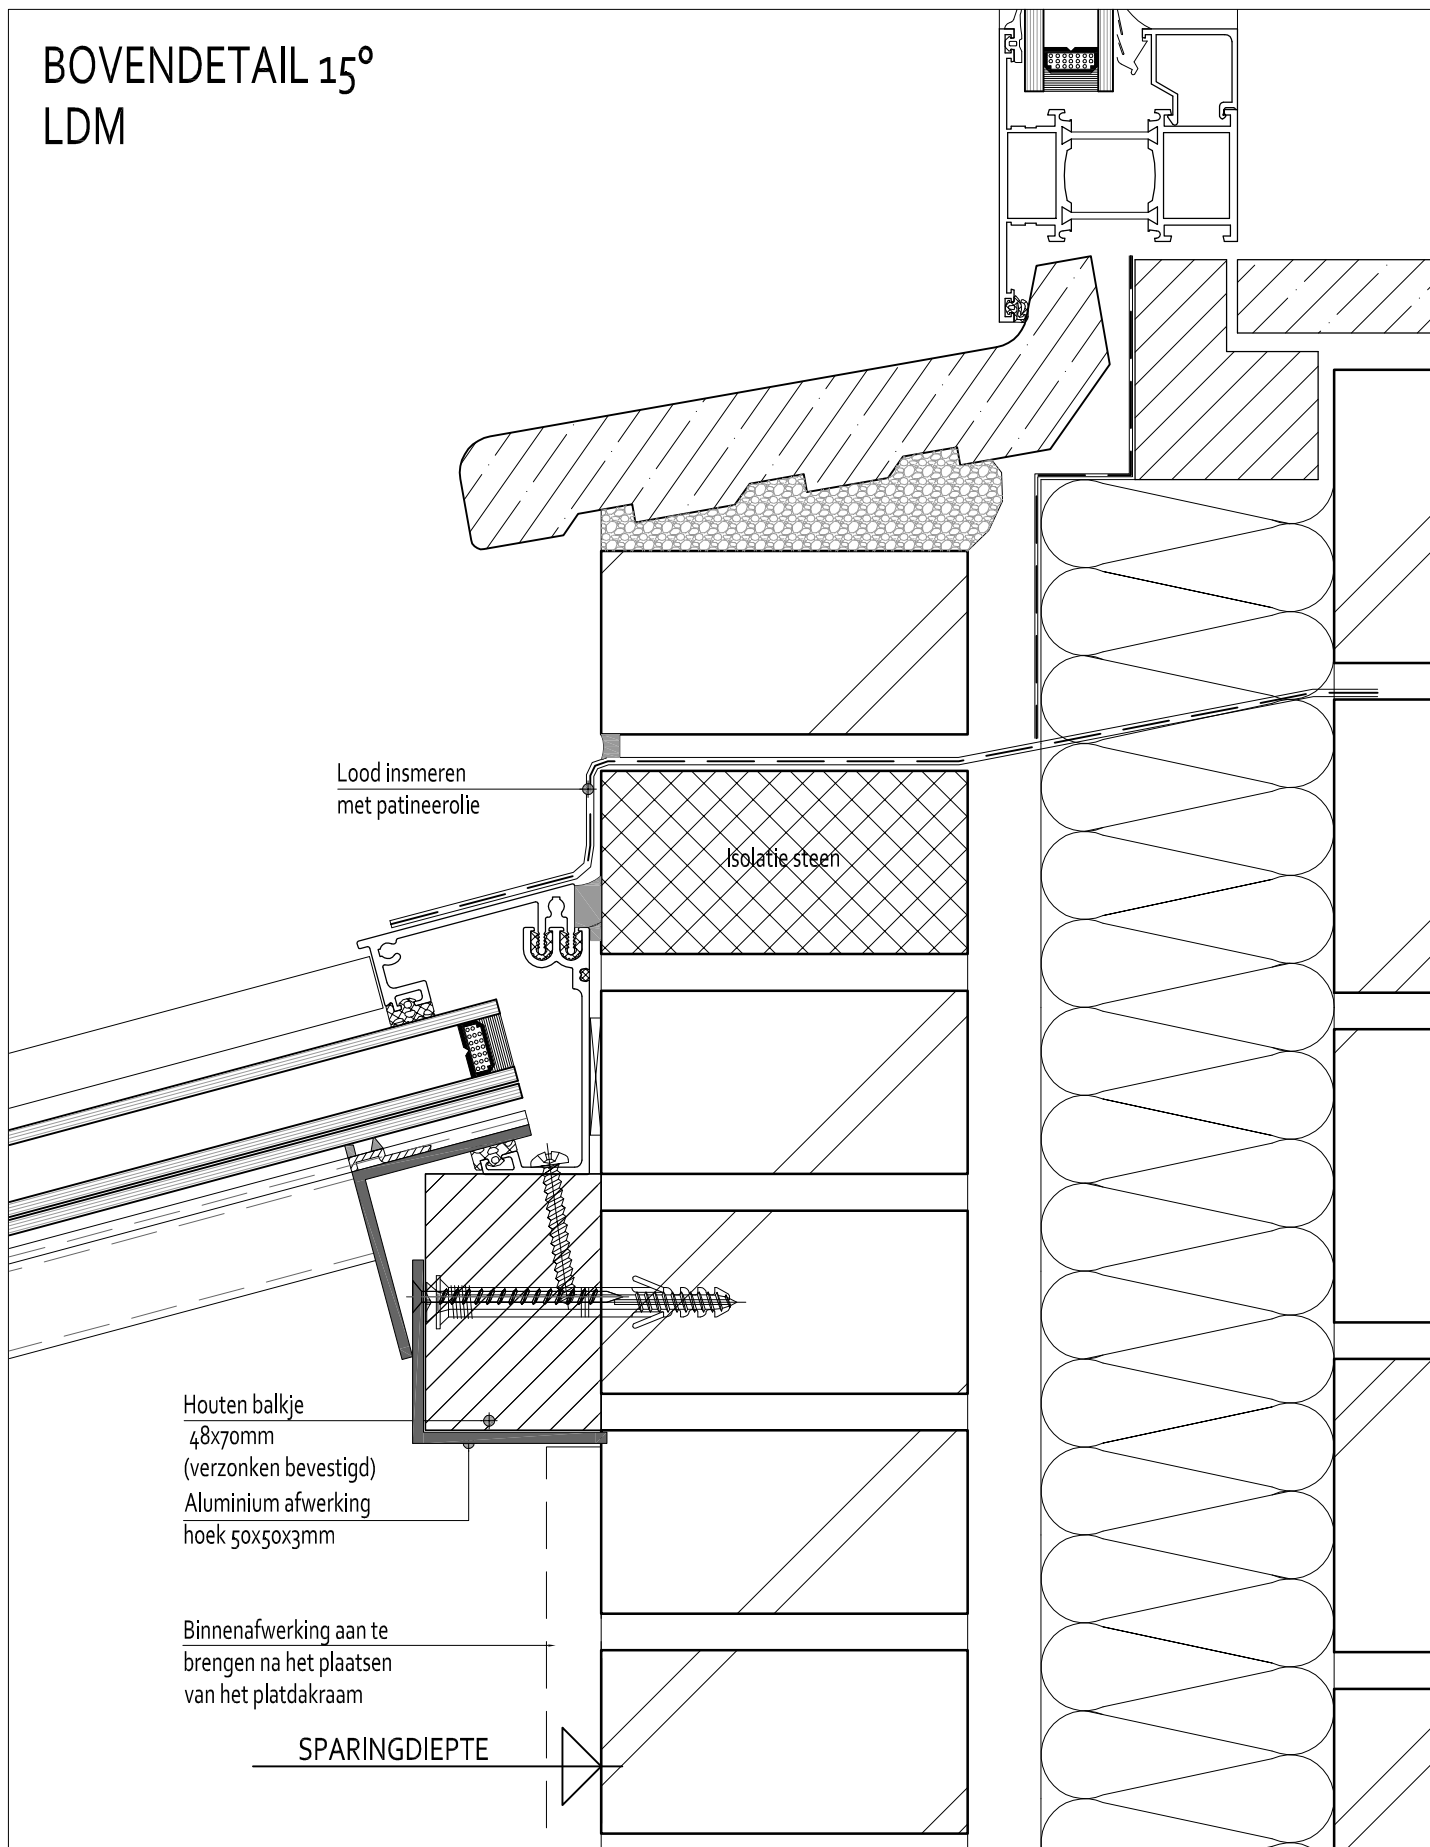 BOVENDETAIL 15°
LDM
Lood insmeren
met patineerolie
Isolatie steen
Houten balkje
48x70mm
(verzonken bevestigd)
Aluminium afwerking
hoek 50x50x3mm
Binnenafwerking aan te
brengen na het plaatsen
van het platdakraam
SPARINGDIEPTE